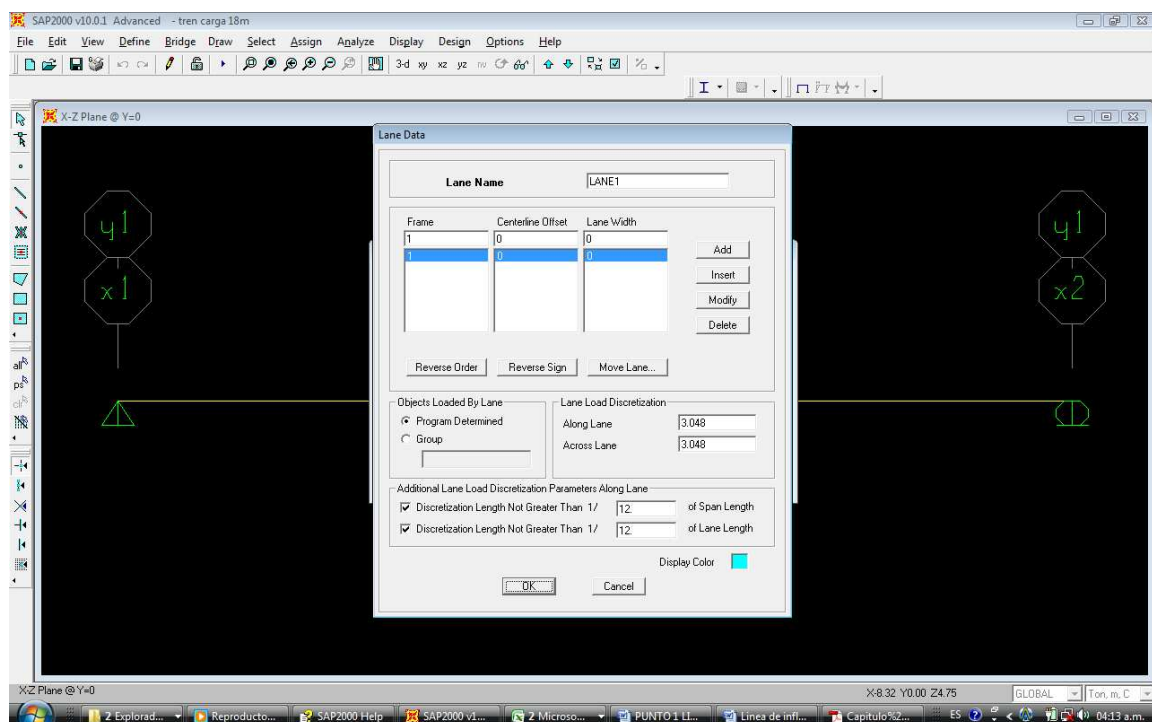 SAP2000 v10.0.1 Advanced - tren carga 18m
File Edit View Define Bridge Draw Select Assign Analyze Display Design Options Help
3-d xy xz yz nv
X-Z Plane @ Y=0
Lane Data
Lane Name LANE1
Frame Centerline Offset Lane Width
1 0 0
1 0 0
Add
Insert
Modify
Delete
Reverse Order Reverse Sign Move Lane...
Objects Loaded By Lane
Program Determined
Group
Lane Load Discretization
Along Lane 3.048
Across Lane 3.048
Additional Lane Load Discretization Parameters Along Lane
Discretization Length Not Greater Than 1/ 12. of Span Length
Discretization Length Not Greater Than 1/ 12. of Lane Length
Display Color
OK Cancel
y1
x1
y1
x2
all
ps
clr
X-Z Plane @ Y=0 X-8.32 Y0.00 Z4.75 GLOBAL Ton, m, C
2 Explorad... Reproducto... SAP2000 Help SAP2000 v1... 2 Microso... PUNTO 1 LI... Linea de infl... Capitulo%2... ES 04:13 a.m.